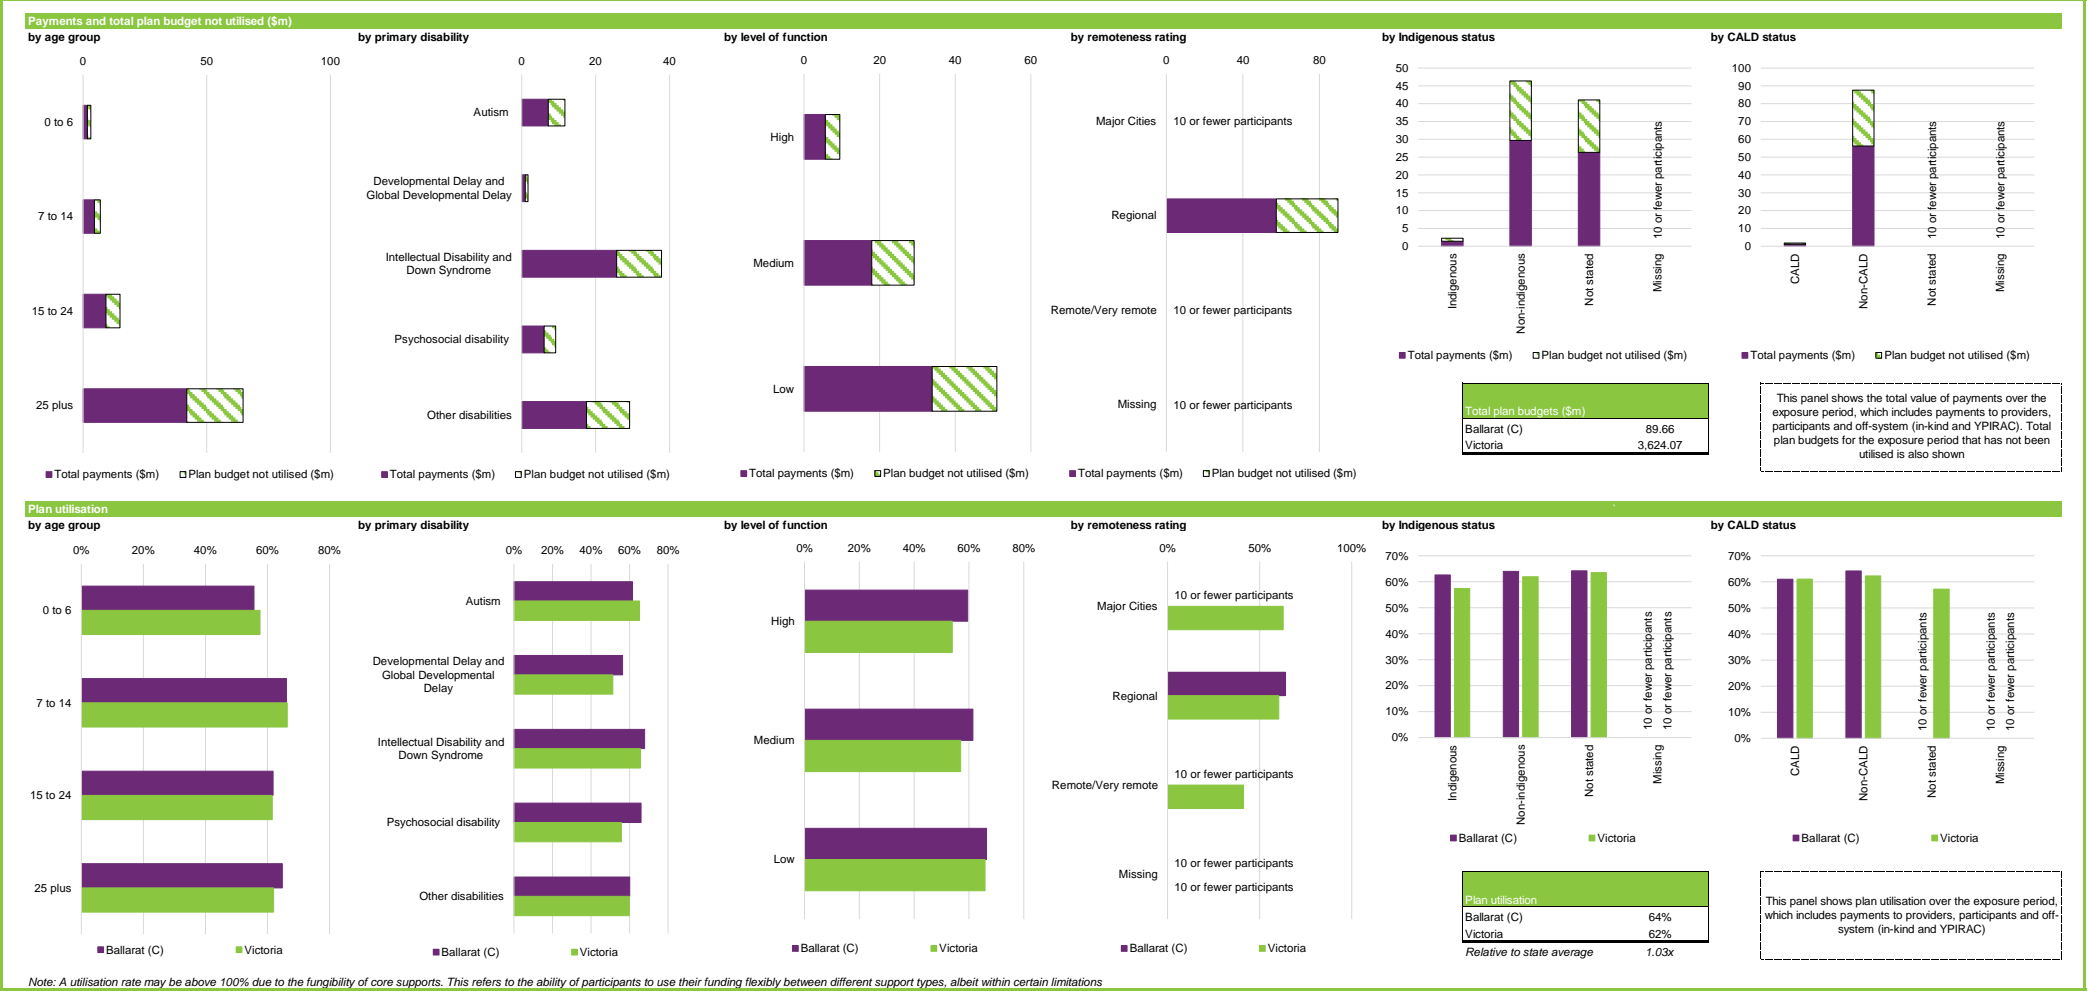 Payments and total plan budget not utilised ($m)
by age group
0 50 100
0 to 6
7 to 14
15 to 24
25 plus
Total payments ($m) Plan budget not utilised ($m)
by primary disability
0 20 40
Autism
Developmental Delay and
Global Developmental Delay
Intellectual Disability and
Down Syndrome
Psychosocial disability
Other disabilities
Total payments ($m) Plan budget not utilised ($m)
by level of function
0 20 40 60
High
Medium
Low
Total payments ($m) Plan budget not utilised ($m)
by remoteness rating
0 40 80
Major Cities 10 or fewer participants
Regional
Remote/Very remote 10 or fewer participants
Missing 10 or fewer participants
Total payments ($m) Plan budget not utilised ($m)
by Indigenous status
50
45
40
35
30
25
20
15
10
5
0
10 or fewer participants
Indigenous
Non-indigenous
Not stated
Missing
Total payments ($m) Plan budget not utilised ($m)
by CALD status
100
90
80
70
60
50
40
30
20
10
0
10 or fewer participants
10 or fewer participants
CALD
Non-CALD
Not stated
Missing
Total payments ($m) Plan budget not utilised ($m)
Total plan budgets ($m)
Ballarat (C) 89.66
Victoria 3,624.07
This panel shows the total value of payments over the
exposure period, which includes payments to providers,
participants and off-system (in-kind and YPIRAC). Total
plan budgets for the exposure period that has not been
utilised is also shown
Plan utilisation
by age group
0% 20% 40% 60% 80%
0 to 6
7 to 14
15 to 24
25 plus
Ballarat (C) Victoria
by primary disability
0% 20% 40% 60% 80%
Autism
Developmental Delay and
Global Developmental
Delay
Intellectual Disability and
Down Syndrome
Psychosocial disability
Other disabilities
Ballarat (C) Victoria
by level of function
0% 20% 40% 60% 80%
High
Medium
Low
Ballarat (C) Victoria
by remoteness rating
0% 50% 100%
Major Cities
10 or fewer participants
Regional
Remote/Very remote
10 or fewer participants
Missing
10 or fewer participants
10 or fewer participants
Ballarat (C) Victoria
by Indigenous status
70%
60%
50%
40%
30%
20%
10%
0%
10 or fewer participants
10 or fewer participants
Indigenous
Non-indigenous
Not stated
Missing
Ballarat (C) Victoria
by CALD status
70%
60%
50%
40%
30%
20%
10%
0%
10 or fewer participants
10 or fewer participants
10 or fewer participants
CALD
Non-CALD
Not stated
Missing
Ballarat (C) Victoria
Plan utilisation
Ballarat (C) 64%
Victoria 62%
Relative to state average 1.03x
This panel shows plan utilisation over the exposure period,
which includes payments to providers, participants and off-
system (in-kind and YPIRAC)
Note: A utilisation rate may be above 100% due to the fungibility of core supports. This refers to the ability of participants to use their funding flexibly between different support types, albeit within certain limitations